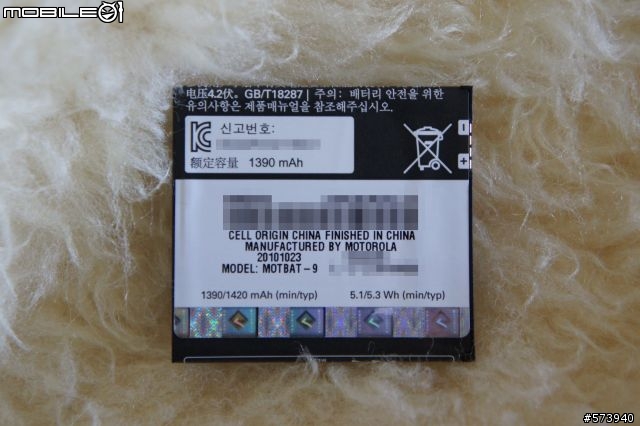 MOBILE01
电压4.2伏。GB/T18287 | 주의: 배터리 안전을 위한
유의사항은 제품매뉴얼을 참조해주십시오.
신고번호:
额定容量 1390 mAh
CELL ORIGIN CHINA FINISHED IN CHINA
MANUFACTURED BY MOTOROLA
20101023
MODEL: MOTBAT-9
1390/1420 mAh (min/typ) 5.1/5.3 Wh (min/typ)
#573940